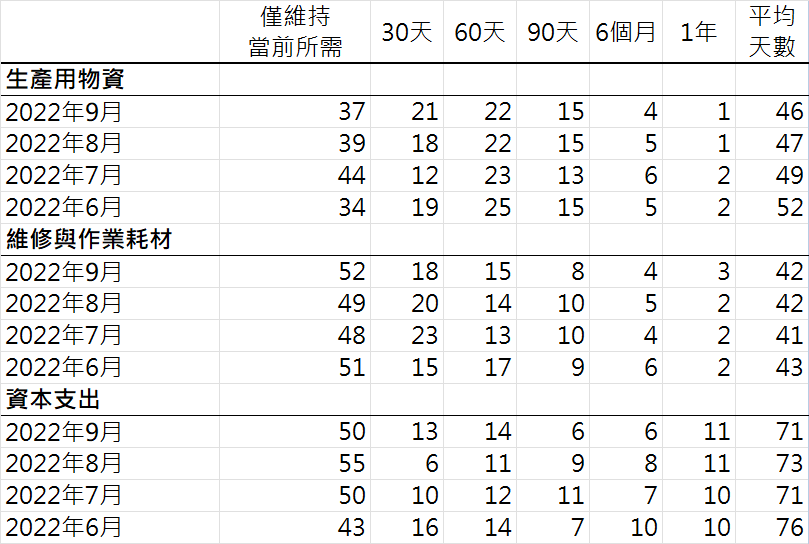 僅維持 當前所需 30天 60天 90天 6個月 1年 平均 天數
生產用物資
2022年9月 37 21 22 15 4 1 46
2022年8月 39 18 22 15 5 1 47
2022年7月 44 12 23 13 6 2 49
2022年6月 34 19 25 15 5 2 52
維修與作業耗材
2022年9月 52 18 15 8 4 3 42
2022年8月 49 20 14 10 5 2 42
2022年7月 48 23 13 10 4 2 41
2022年6月 51 15 17 9 6 2 43
資本支出
2022年9月 50 13 14 6 6 11 71
2022年8月 55 6 11 9 8 11 73
2022年7月 50 10 12 11 7 10 71
2022年6月 43 16 14 7 10 10 76